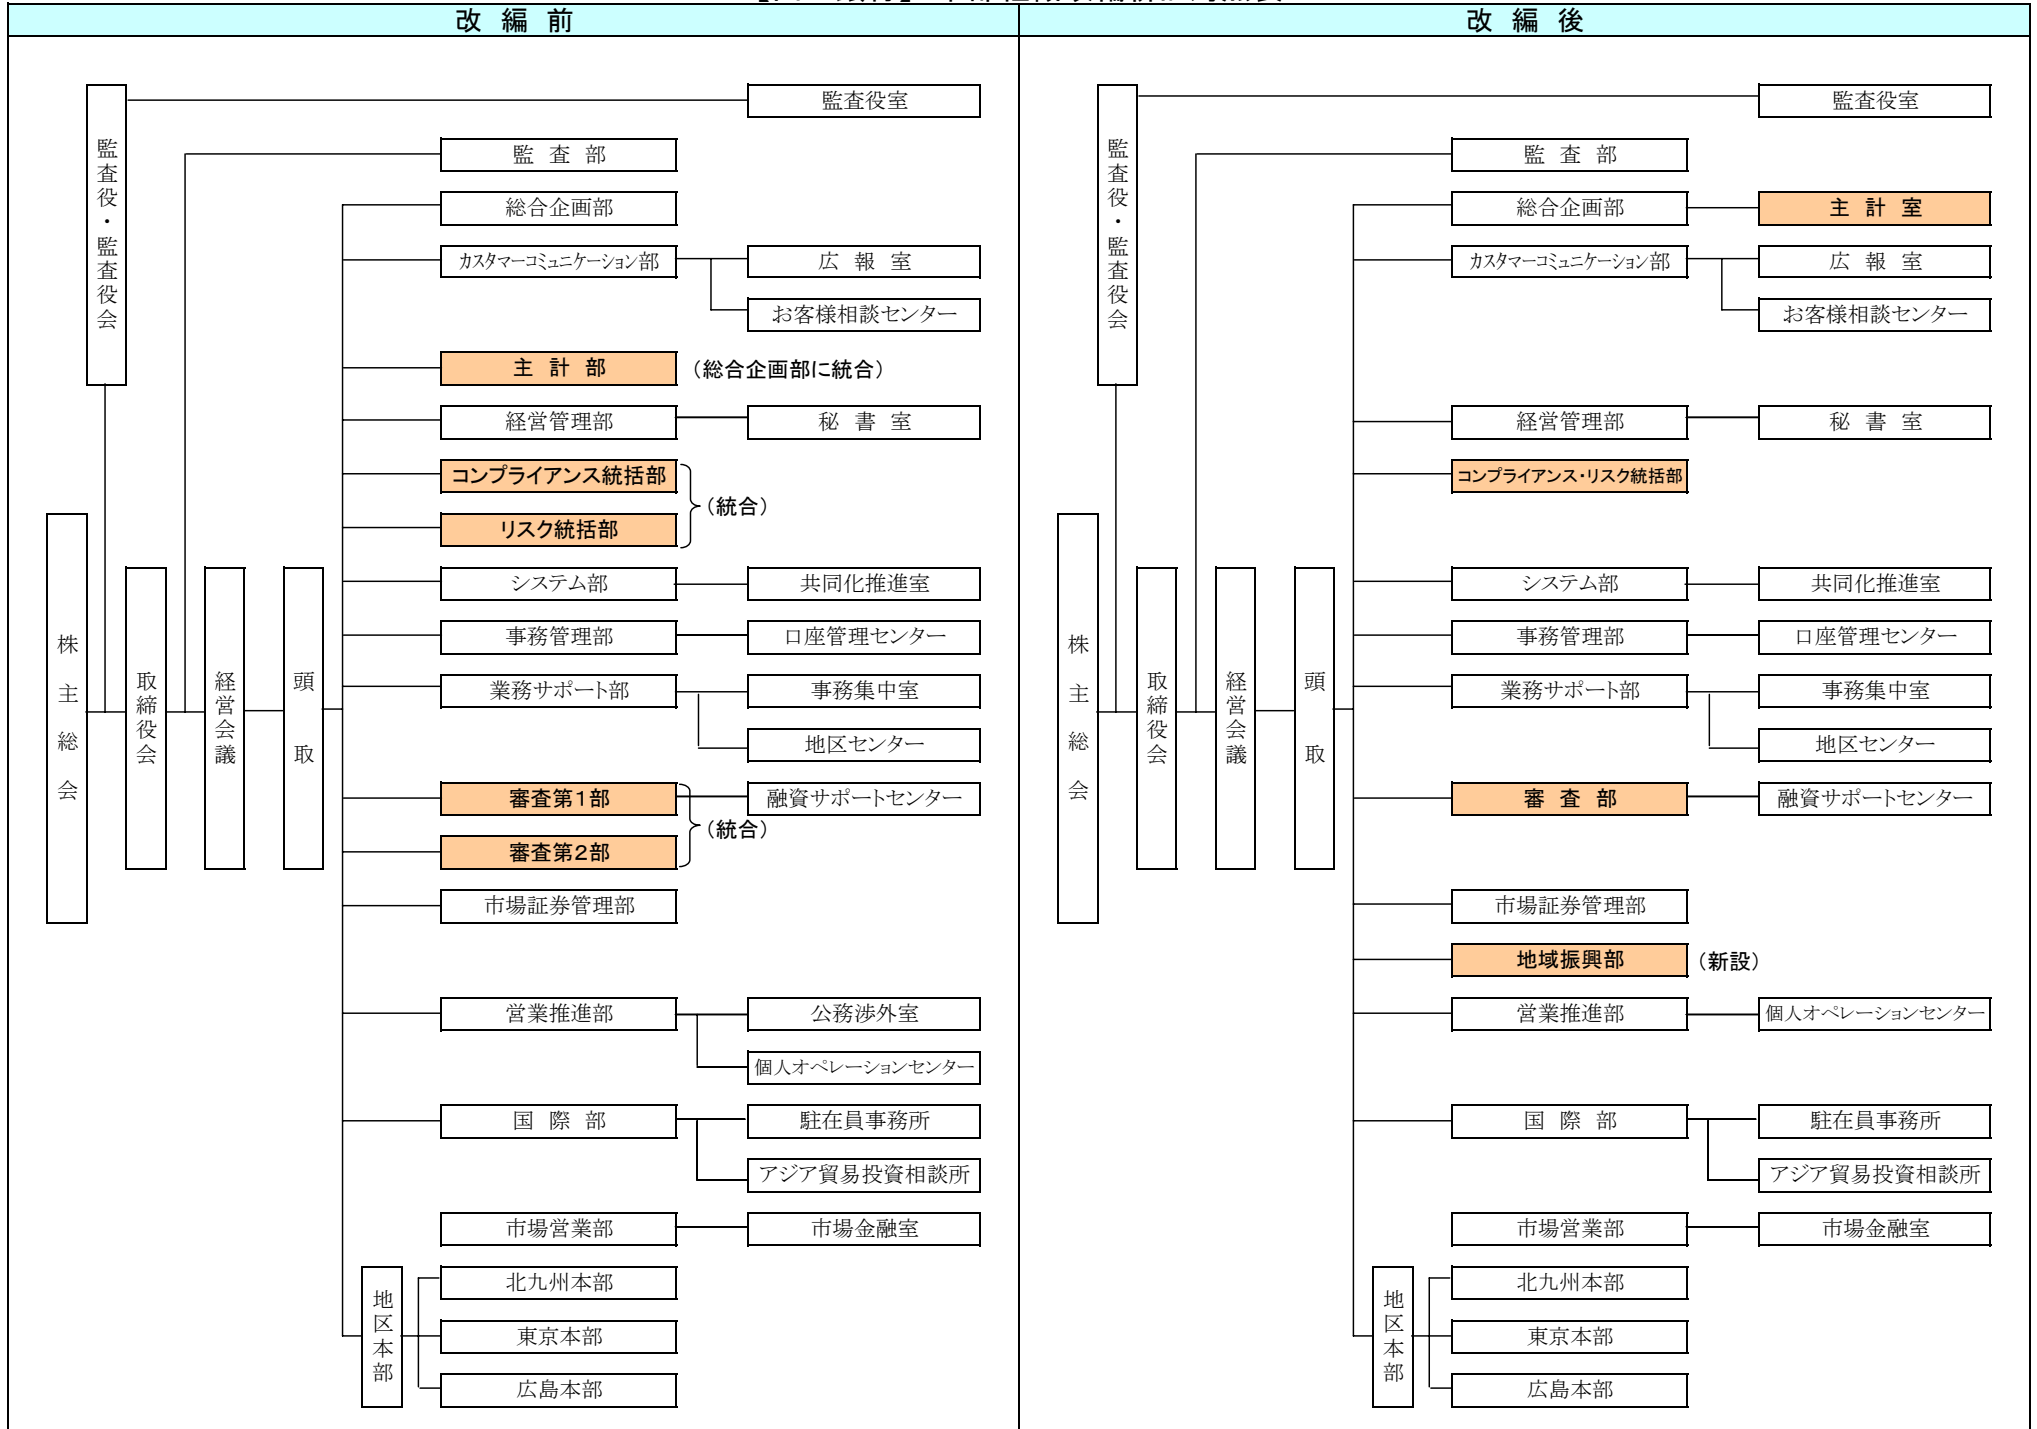 改 編 前
監査役・監査役会
監査役室
監 査 部
総合企画部
カスタマーコミュニケーション部
広 報 室
お客様相談センター
主 計 部
（総合企画部に統合）
経営管理部
秘 書 室
コンプライアンス統括部
（統合）
リスク統括部
株主総会
取締役会
経営会議
頭取
システム部
共同化推進室
事務管理部
口座管理センター
業務サポート部
事務集中室
地区センター
審査第１部
融資サポートセンター
（統合）
審査第２部
市場証券管理部
営業推進部
公務渉外室
個人オペレーションセンター
国 際 部
駐在員事務所
アジア貿易投資相談所
市場営業部
市場金融室
地区本部
北九州本部
東京本部
広島本部
改 編 後
監査役・監査役会
監査役室
監 査 部
総合企画部
主 計 室
カスタマーコミュニケーション部
広 報 室
お客様相談センター
経営管理部
秘 書 室
コンプライアンス・リスク統括部
株主総会
取締役会
経営会議
頭取
システム部
共同化推進室
事務管理部
口座管理センター
業務サポート部
事務集中室
地区センター
審 査 部
融資サポートセンター
市場証券管理部
地域振興部
（新設）
営業推進部
個人オペレーションセンター
国 際 部
駐在員事務所
アジア貿易投資相談所
市場営業部
市場金融室
地区本部
北九州本部
東京本部
広島本部